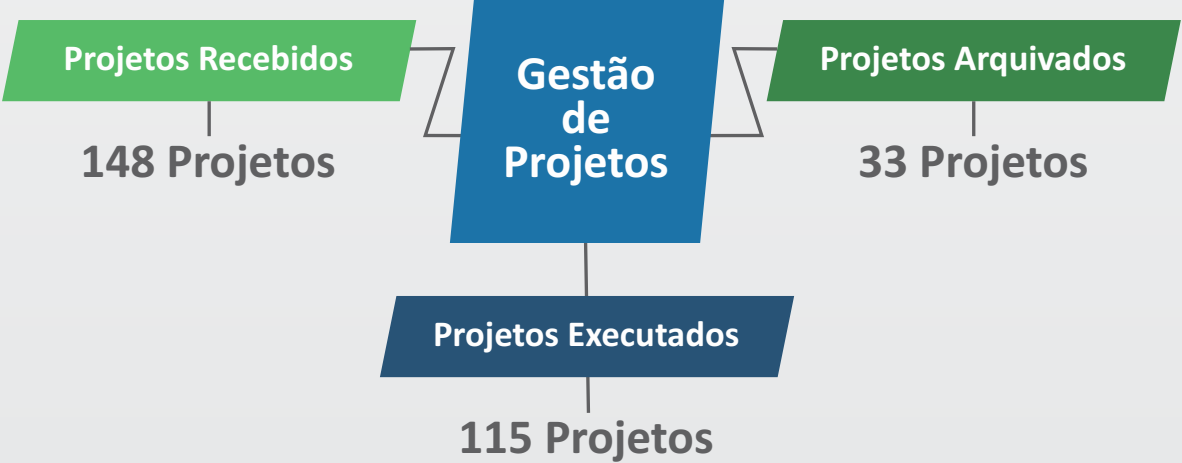 Projetos Recebidos
148 Projetos
Gestão
de
Projetos
Projetos Arquivados
33 Projetos
Projetos Executados
115 Projetos